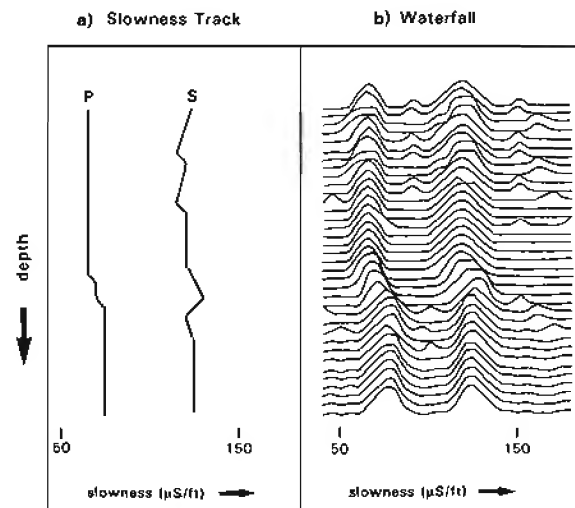 a) Slowness Track
b) Waterfall
P S
depth
50 150
50 150
slowness (µS/ft)
slowness (µS/ft)